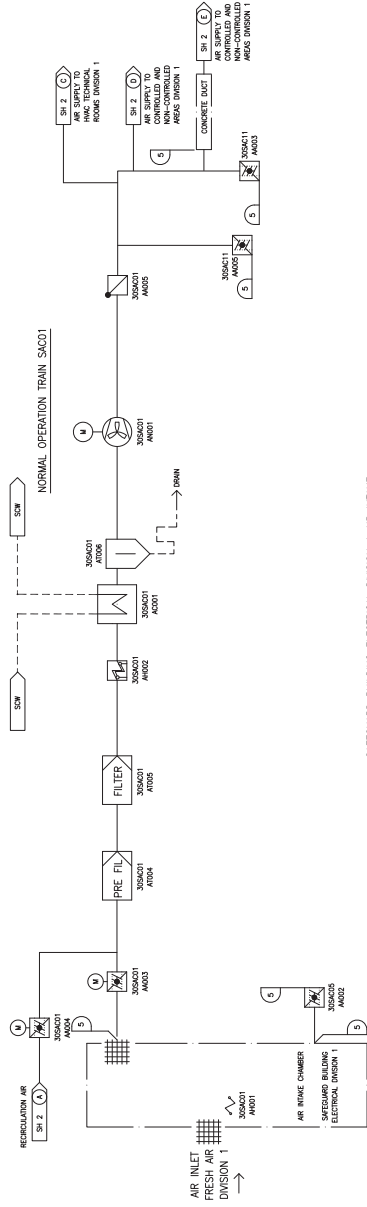 SCW
SCW
NORMAL OPERATION TRAIN SAC01
RECIRCULATION AIR
SH 2 A
M
30SAC01
AA004
5
M
30SAC01
AA003
PRE FIL
30SAC01
AT004
FILTER
30SAC01
AT005
30SAC01
AH002
30SAC01
AC001
30SAC01
AT006
DRAIN
M
30SAC01
AN001
30SAC01
AA005
SH 2 C
AIR SUPPLY TO
HVAC TECHNICAL
ROOMS DIVISION 1
SH 2 D
AIR SUPPLY TO
CONTROLLED AND
NON-CONTROLLED
AREAS DIVISION 1
SH 2 E
AIR SUPPLY TO
CONTROLLED AND
NON-CONTROLLED
AREAS DIVISION 1
5
CONCRETE DUCT
30SAC11
AA005
5
30SAC11
AA003
5
AIR INLET
FRESH AIR
DIVISION 1
30SAC01
AH001
AIR INTAKE CHAMBER
SAFEGUARD BUILDING
ELECTRICAL DIVISION 1
5
30SAC05
AA002
5